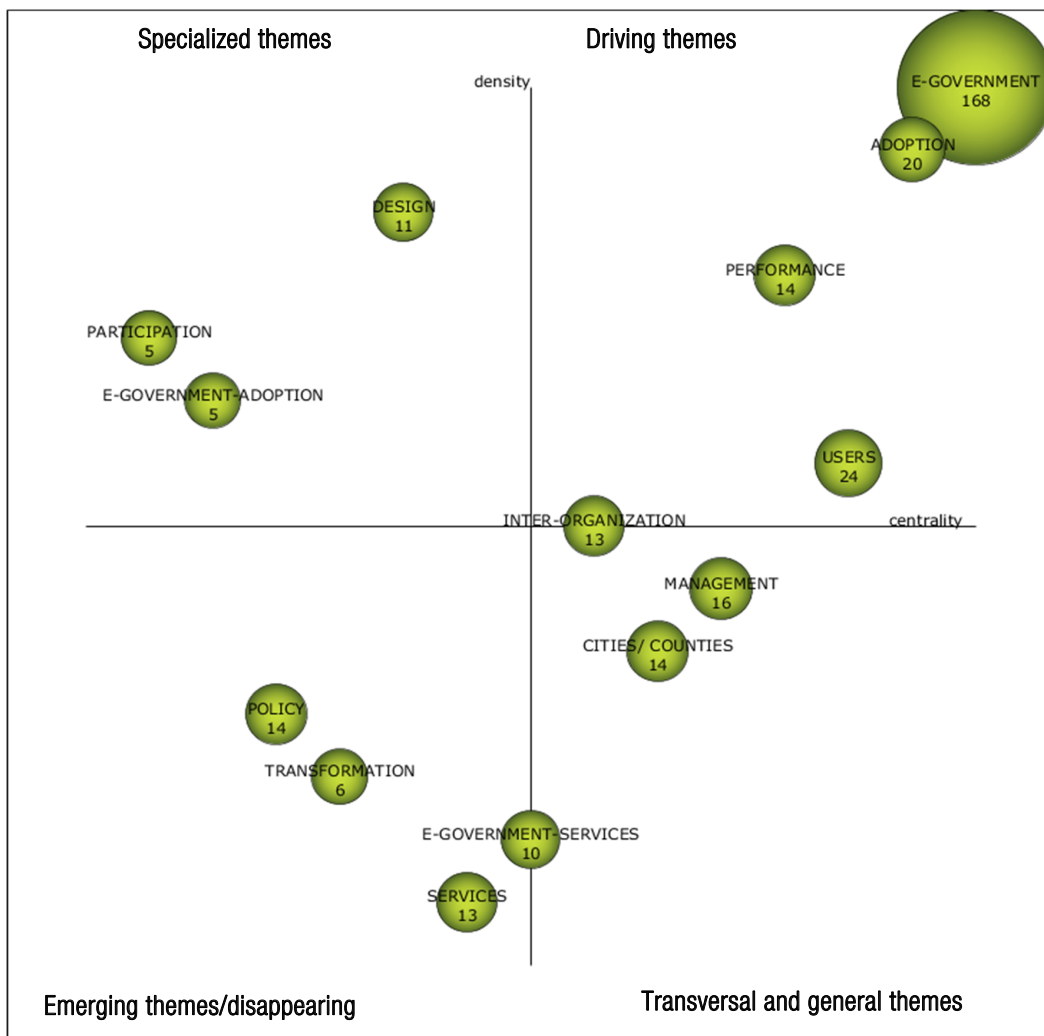 Specialized themes
Driving themes
density
E-GOVERNMENT
168
ADOPTION
20
DESIGN
11
PERFORMANCE
14
PARTICIPATION
5
E-GOVERNMENT-ADOPTION
5
USERS
24
INTER-ORGANIZATION
13
centrality
MANAGEMENT
16
CITIES/ COUNTIES
14
POLICY
14
TRANSFORMATION
6
E-GOVERNMENT-SERVICES
10
SERVICES
13
Emerging themes/disappearing
Transversal and general themes